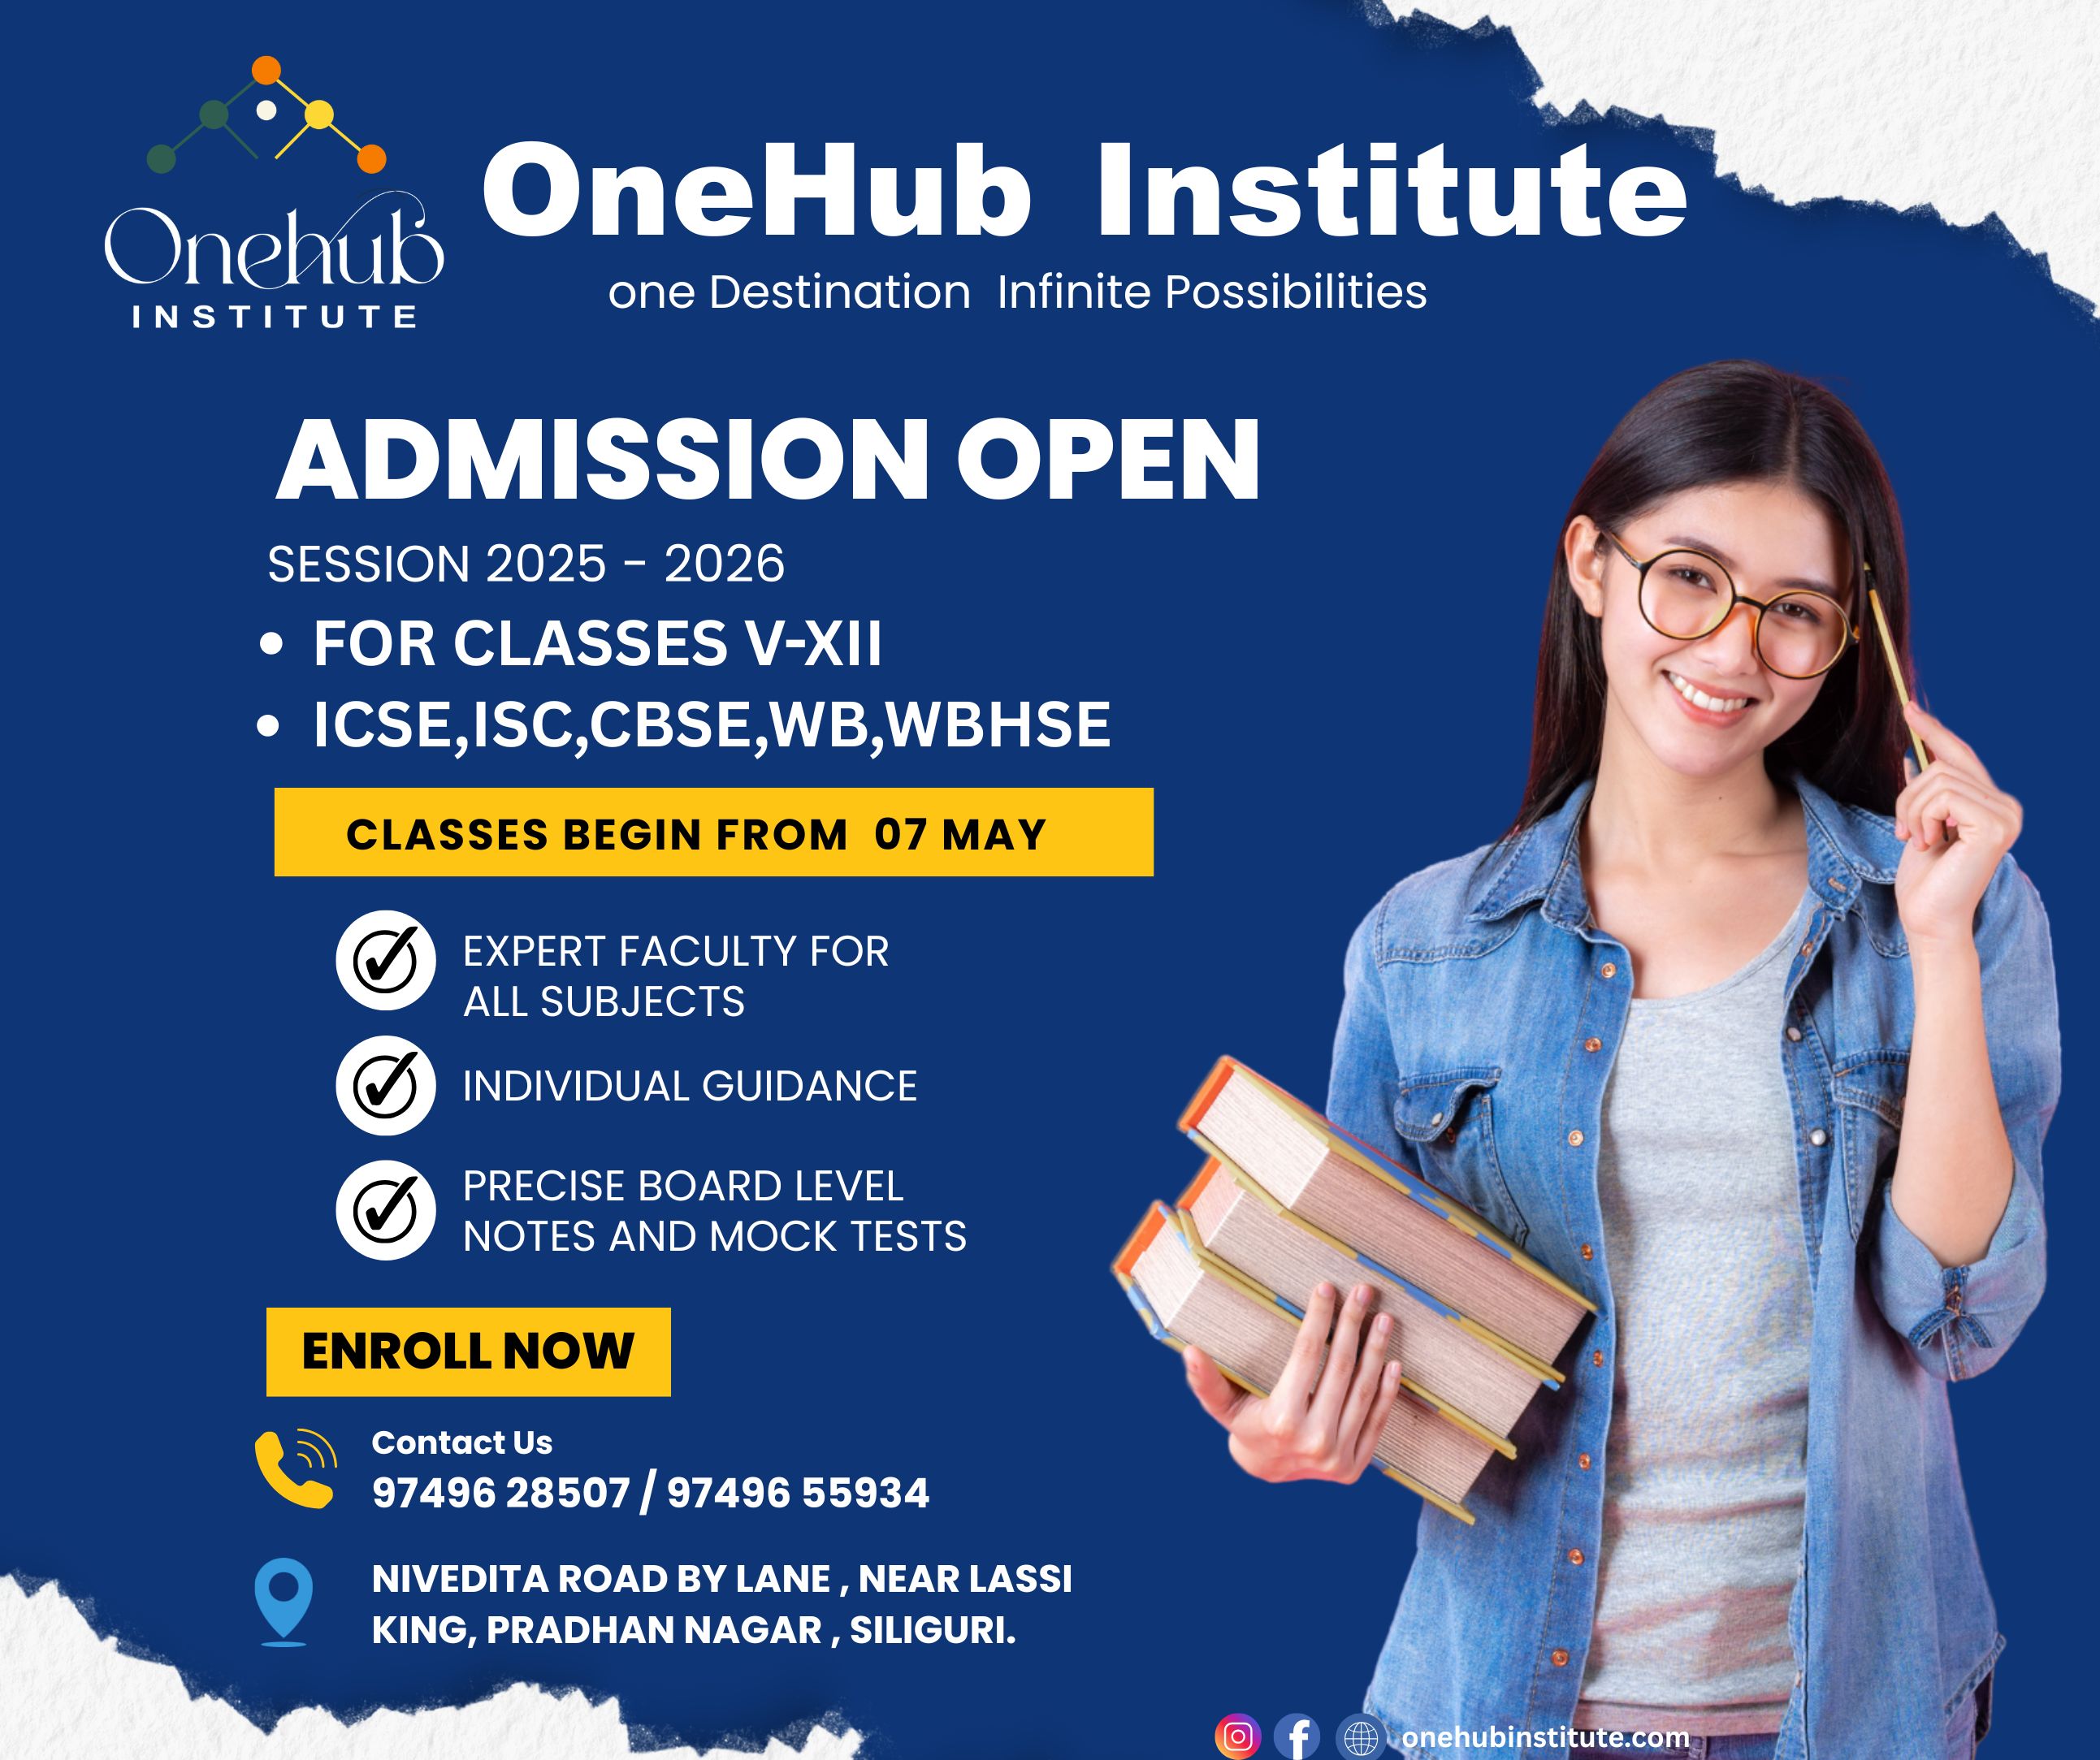 Onehub
INSTITUTE
OneHub Institute
one Destination Infinite Possibilities
ADMISSION OPEN
SESSION 2025 - 2026
• FOR CLASSES V-XII
• ICSE,ISC,CBSE,WB,WBHSE
CLASSES BEGIN FROM 07 MAY
EXPERT FACULTY FOR
ALL SUBJECTS
INDIVIDUAL GUIDANCE
PRECISE BOARD LEVEL
NOTES AND MOCK TESTS
ENROLL NOW
Contact Us
97496 28507 / 97496 55934
NIVEDITA ROAD BY LANE , NEAR LASSI
KING, PRADHAN NAGAR , SILIGURI.
onehubinstitute.com